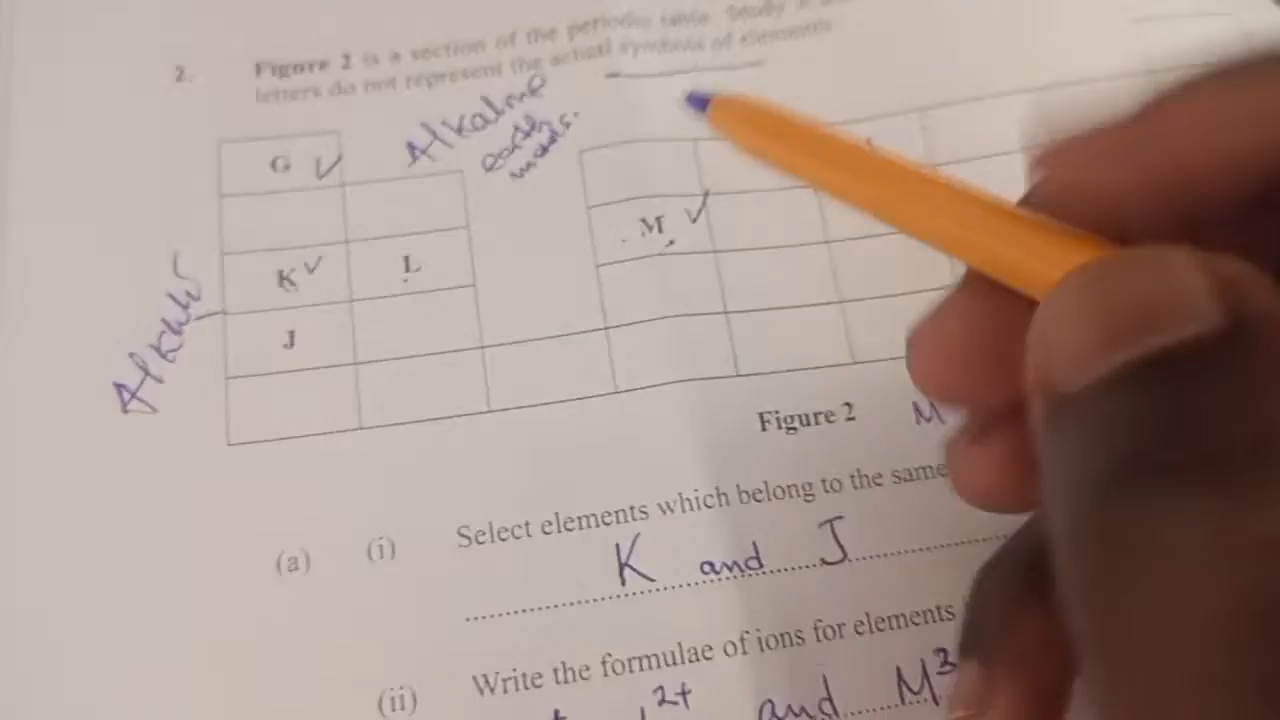 2. Figure 2 is a section of the periodic table. Study
letters do not represent the actual symbols of elements
Alkaline
earth
metals.
G ✓
M ✓
K ✓ L
J
Alkali
Figure 2 M
(a) (i) Select elements which belong to the same
K and J
(ii) Write the formulae of ions for elements
2+ and M3